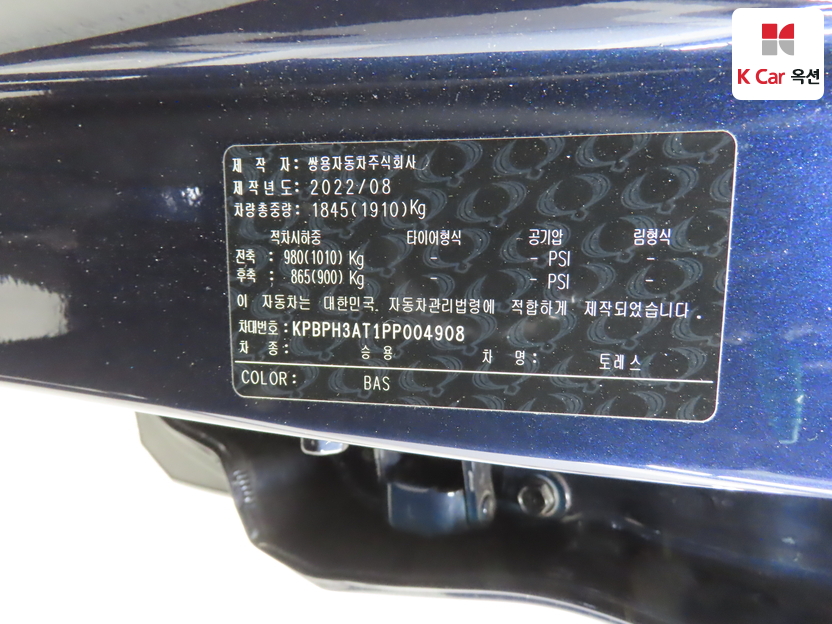 K Car 옥션
제 작 자: 쌍용자동차주식회사
제작년도: 2022/08
차량총중량: 1845(1910)Kg
적차시하중 타이어형식 공기압 림형식
전축 : 980(1010) Kg - - PSI -
후축 : 865(900) Kg - - PSI -
이 자동차는 대한민국. 자동차관리법령에 적합하게 제작되었습니다.
차대번호: KPBPH3AT1PP004908
차 종: 승용 차 명: 토레스
COLOR: BAS